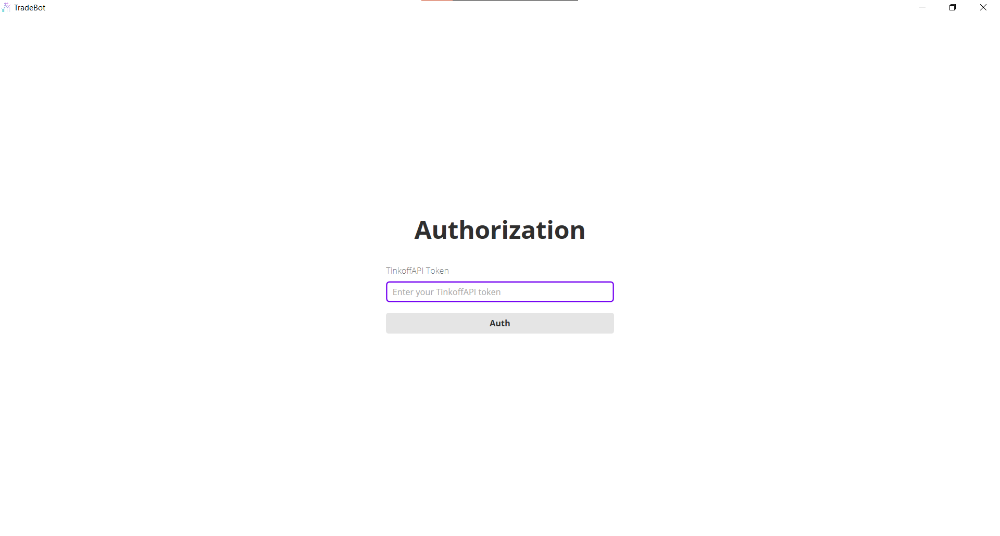 TradeBot
Authorization
TinkoffAPI Token
Enter your TinkoffAPI token
Auth